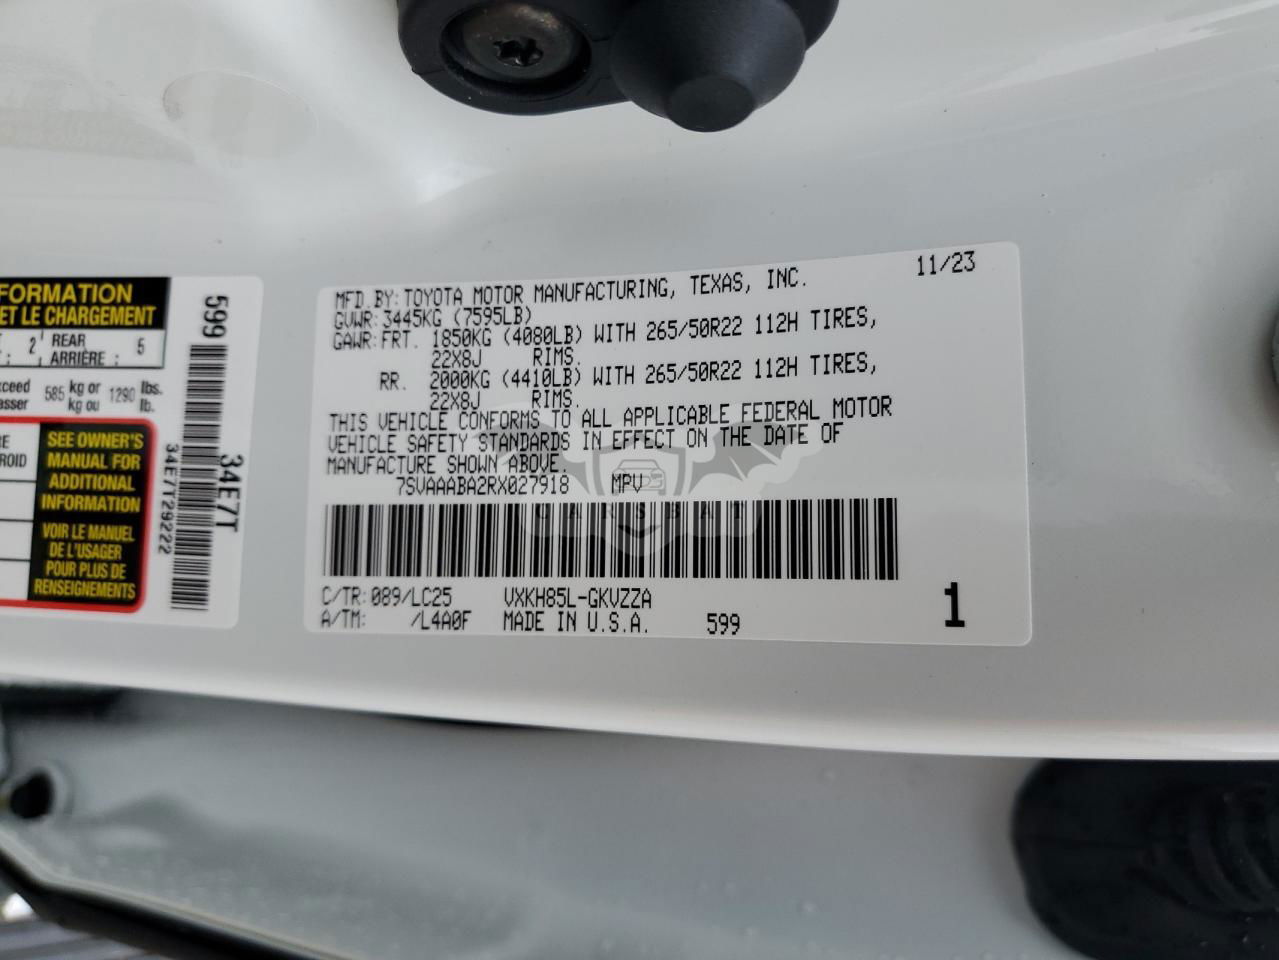 FORMATION
ET LE CHARGEMENT
: 2 REAR ARRIÈRE : 5
xceed 585 kg or 1290 lbs.
asser kg ou lb.
SEE OWNER'S
MANUAL FOR
ADDITIONAL
INFORMATION
VOIR LE MANUEL
DE L'USAGER
POUR PLUS DE
RENSEIGNEMENTS
599
34E7T
34E7T29222
11/23
MFD.BY:TOYOTA MOTOR MANUFACTURING, TEXAS, INC.
GVWR:3445KG (7595LB)
GAWR:FRT. 1850KG (4080LB) WITH 265/50R22 112H TIRES,
22X8J RIMS.
RR. 2000KG (4410LB) WITH 265/50R22 112H TIRES,
22X8J RIMS.
THIS VEHICLE CONFORMS TO ALL APPLICABLE FEDERAL MOTOR
VEHICLE SAFETY STANDARDS IN EFFECT ON THE DATE OF
MANUFACTURE SHOWN ABOVE.
7SVAAABA2RX027918 MPV
CARSBAT
C/TR:089/LC25 VXKH85L-GKVZZA
A/TM: /L4A0F MADE IN U.S.A. 599
1